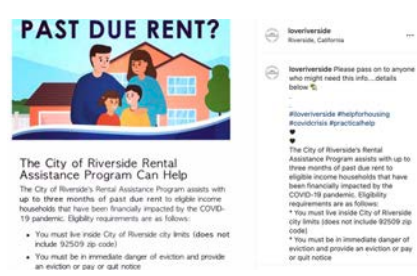 PAST DUE RENT?
The City of Riverside Rental
Assistance Program Can Help
The City of Riverside's Rental Assistance Program assists with
up to three months of past due rent to eligible income
households that have been financially impacted by the COVID-
19 pandemic. Eligibility requirements are as follows:
• You must live inside City of Riverside city limits (does not
include 92509 zip code)
• You must be in immediate danger of eviction and provide
an eviction or pay or quit notice
loveriverside
Riverside, California
...
loveriverside Please pass on to anyone
who might need this info....details
below
.
.
#iloveriverside #helpforhousing
#covidcrisis #practicalhelp
The City of Riverside's Rental
Assistance Program assists with up to
three months of past due rent to
eligible income households that have
been financially impacted by the
COVID-19 pandemic. Eligibility
requirements are as follows:
* You must live inside City of Riverside
city limits (does not include 92509 zip
code)
* You must be in immediate danger of
eviction and provide an eviction or pay
or quit notice